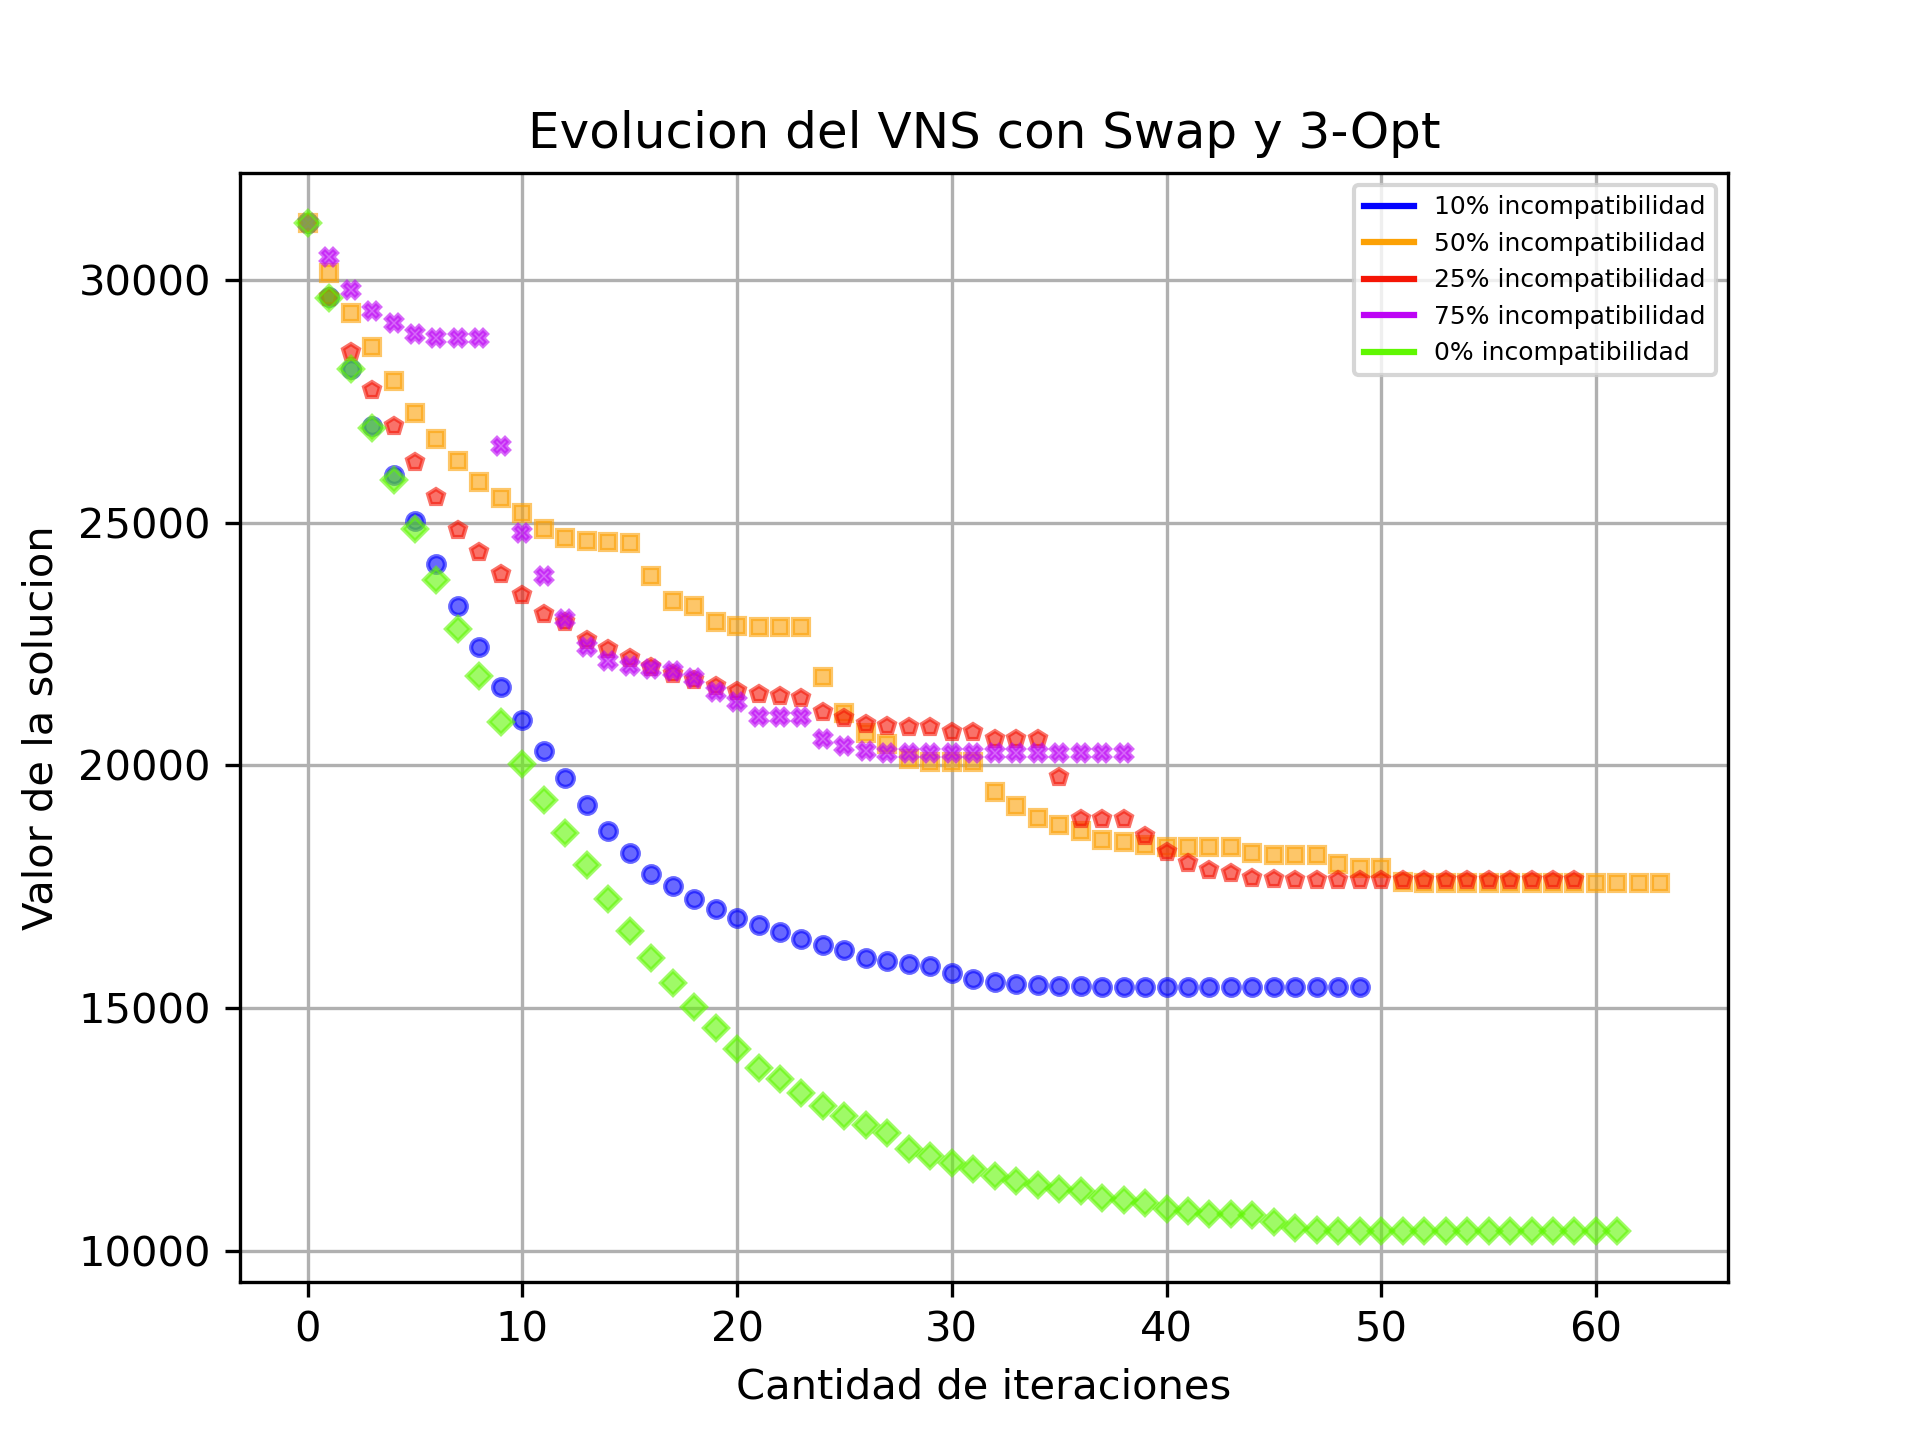 Evolucion del VNS con Swap y 3-Opt
10% incompatibilidad
50% incompatibilidad
25% incompatibilidad
75% incompatibilidad
0% incompatibilidad
Valor de la solucion
30000
25000
20000
15000
10000
0 10 20 30 40 50 60
Cantidad de iteraciones